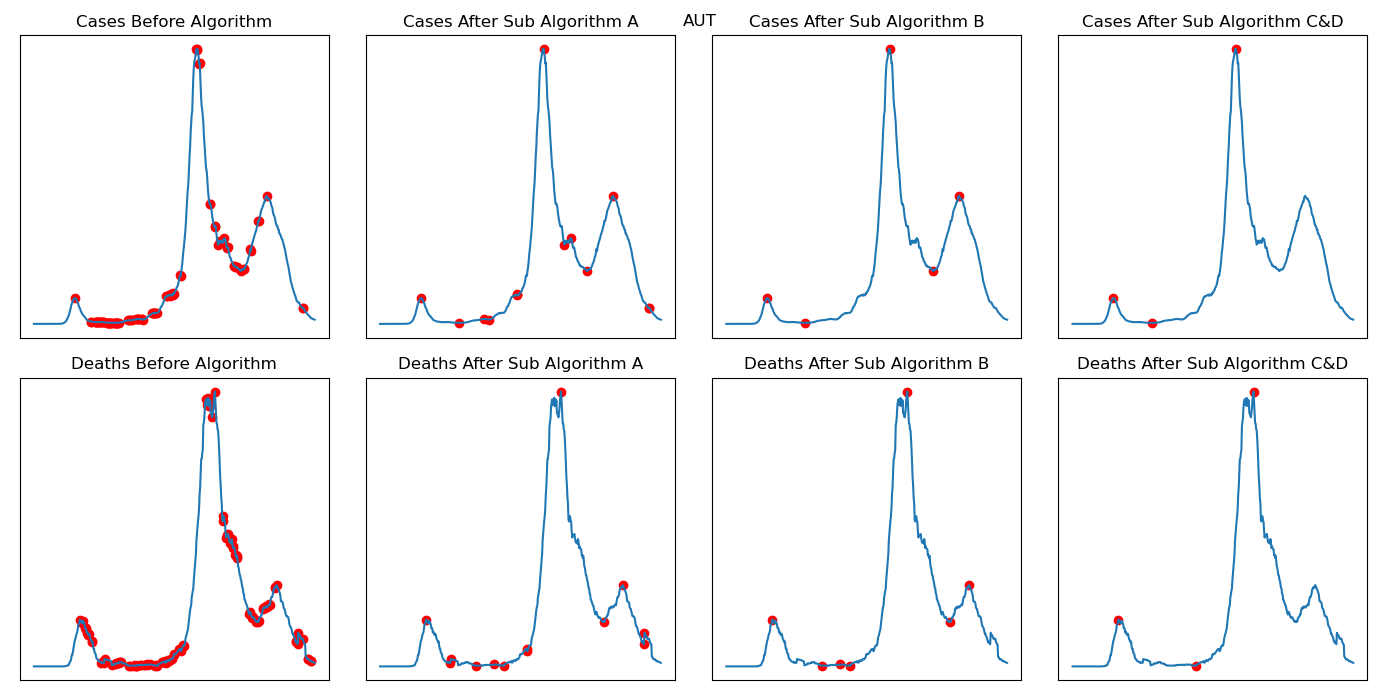 AUT
Cases Before Algorithm
Cases After Sub Algorithm A
Cases After Sub Algorithm B
Cases After Sub Algorithm C&D
Deaths Before Algorithm
Deaths After Sub Algorithm A
Deaths After Sub Algorithm B
Deaths After Sub Algorithm C&D